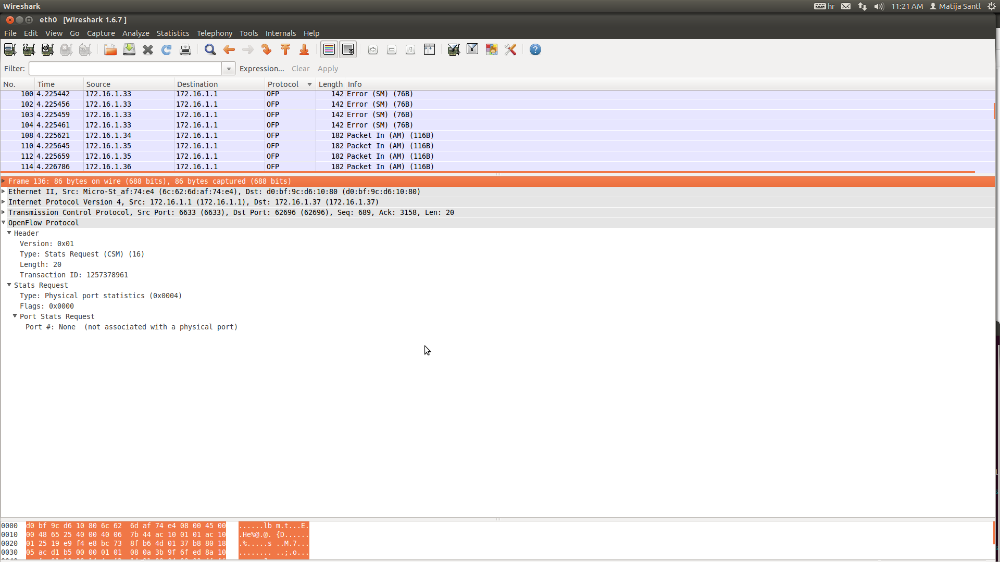 Wireshark hr 11:21 AM Matija Santl
eth0 [Wireshark 1.6.7 ]
File Edit View Go Capture Analyze Statistics Telephony Tools Internals Help
Filter: Expression... Clear Apply
No. Time Source Destination Protocol Length Info
100 4.225442 172.16.1.33 172.16.1.1 OFP 142 Error (SM) (76B)
102 4.225456 172.16.1.33 172.16.1.1 OFP 142 Error (SM) (76B)
103 4.225459 172.16.1.33 172.16.1.1 OFP 142 Error (SM) (76B)
104 4.225461 172.16.1.33 172.16.1.1 OFP 142 Error (SM) (76B)
108 4.225621 172.16.1.34 172.16.1.1 OFP 182 Packet In (AM) (116B)
110 4.225645 172.16.1.35 172.16.1.1 OFP 182 Packet In (AM) (116B)
112 4.225659 172.16.1.35 172.16.1.1 OFP 182 Packet In (AM) (116B)
114 4.226786 172.16.1.36 172.16.1.1 OFP 182 Packet In (AM) (116B)
Frame 136: 86 bytes on wire (688 bits), 86 bytes captured (688 bits)
Ethernet II, Src: Micro-St_af:74:e4 (6c:62:6d:af:74:e4), Dst: d0:bf:9c:d6:10:80 (d0:bf:9c:d6:10:80)
Internet Protocol Version 4, Src: 172.16.1.1 (172.16.1.1), Dst: 172.16.1.37 (172.16.1.37)
Transmission Control Protocol, Src Port: 6633 (6633), Dst Port: 62696 (62696), Seq: 689, Ack: 3158, Len: 20
OpenFlow Protocol
Header
Version: 0x01
Type: Stats Request (CSM) (16)
Length: 20
Transaction ID: 1257378961
Stats Request
Type: Physical port statistics (0x0004)
Flags: 0x0000
Port Stats Request
Port #: None  (not associated with a physical port)
0000 d0 bf 9c d6 10 80 6c 62 6d af 74 e4 08 00 45 00 ......lb m.t...E.
0010 00 48 65 25 40 00 40 06 7b 44 ac 10 01 01 ac 10 .He%@.@. {D......
0020 01 25 19 e9 f4 e8 bc 73 8f b6 4d 01 37 b8 80 18 .%.....s ..M.7...
0030 05 ac d1 b5 00 00 01 01 08 0a 3b 9f 6f ed 8a 10 ........ ..;.o...